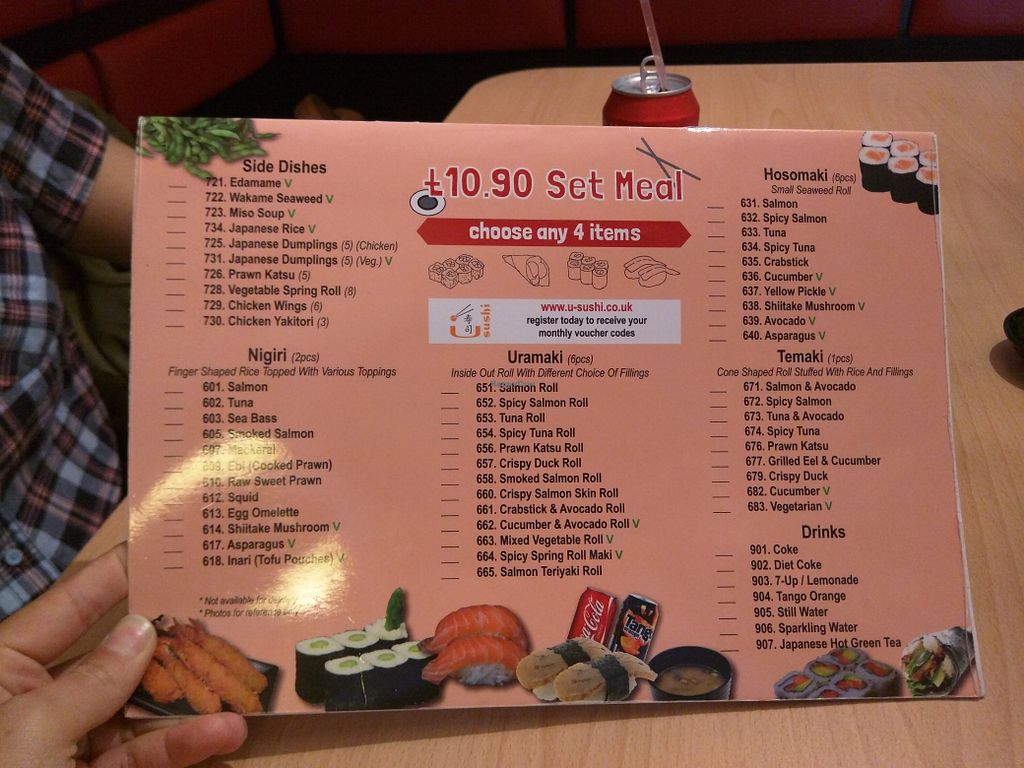 Side Dishes
721. Edamame V
722. Wakame Seaweed V
723. Miso Soup V
734. Japanese Rice V
725. Japanese Dumplings (5) (Chicken)
731. Japanese Dumplings (5) (Veg.) V
726. Prawn Katsu (5)
728. Vegetable Spring Roll (8)
729. Chicken Wings (6)
730. Chicken Yakitori (3)
£10.90 Set Meal
choose any 4 items
www.u-sushi.co.uk
register today to receive your
monthly voucher codes
寿司
U sushi
Hosomaki (6pcs)
Small Seaweed Roll
631. Salmon
632. Spicy Salmon
633. Tuna
634. Spicy Tuna
635. Crabstick
636. Cucumber V
637. Yellow Pickle V
638. Shiitake Mushroom V
639. Avocado V
640. Asparagus V
Nigiri (2pcs)
Finger Shaped Rice Topped With Various Toppings
601. Salmon
602. Tuna
603. Sea Bass
605. Smoked Salmon
607. Mackeral
609. Ebi (Cooked Prawn)
610. Raw Sweet Prawn
612. Squid
613. Egg Omelette
614. Shiitake Mushroom V
617. Asparagus V
618. Inari (Tofu Pouches) V
* Not available for
* Photos for reference only
Uramaki (6pcs)
Inside Out Roll With Different Choice Of Fillings
651. Salmon Roll
652. Spicy Salmon Roll
653. Tuna Roll
654. Spicy Tuna Roll
656. Prawn Katsu Roll
657. Crispy Duck Roll
658. Smoked Salmon Roll
660. Crispy Salmon Skin Roll
661. Crabstick & Avocado Roll
662. Cucumber & Avocado Roll V
663. Mixed Vegetable Roll V
664. Spicy Spring Roll Maki V
665. Salmon Teriyaki Roll
Temaki (1pcs)
Cone Shaped Roll Stuffed With Rice And Fillings
671. Salmon & Avocado
672. Spicy Salmon
673. Tuna & Avocado
674. Spicy Tuna
676. Prawn Katsu
677. Grilled Eel & Cucumber
679. Crispy Duck
682. Cucumber V
683. Vegetarian V
Drinks
901. Coke
902. Diet Coke
903. 7-Up / Lemonade
904. Tango Orange
905. Still Water
906. Sparkling Water
907. Japanese Hot Green Tea
Coca-Cola
Tango